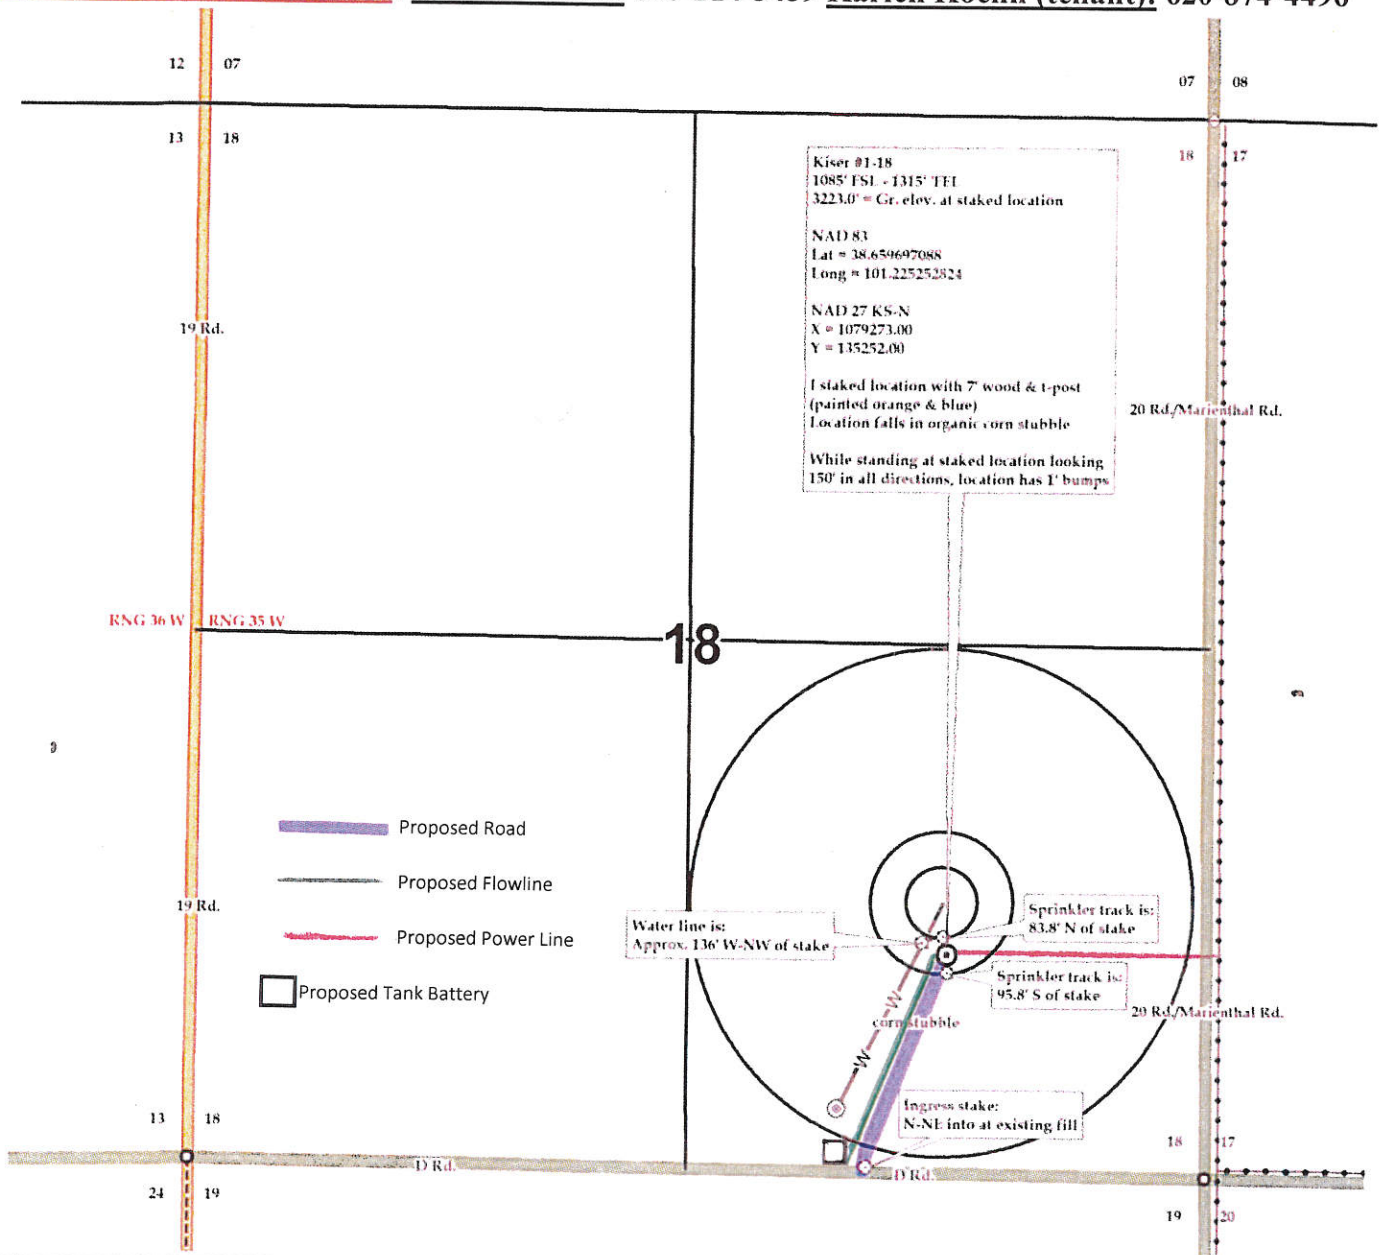 12 07
07 08
13 18
18 17
Kiser #1-18
1085' FSL - 1315' FEL
3223.0' = Gr. elev. at staked location
NAD 83
Lat = 38.659697088
Long = 101.225252824
NAD 27 KS-N
X = 1079273.00
Y = 135252.00
I staked location with 7' wood & t-post
(painted orange & blue)
Location falls in organic corn stubble
While standing at staked location looking
150' in all directions, location has 1' bumps
19 Rd.
20 Rd./Marienthal Rd.
RNG 36 W RNG 35 W
18
Proposed Road
Proposed Flowline
19 Rd.
Proposed Power Line
Proposed Tank Battery
Water line is:
Approx. 136' W-NW of stake
Sprinkler track is:
83.8' N of stake
Sprinkler track is:
95.8' S of stake
W
corn stubble
W
20 Rd./Marienthal Rd.
Ingress stake:
N-NE into at existing fill
13 18
18 17
D Rd.
D Rd.
24 19
19 20